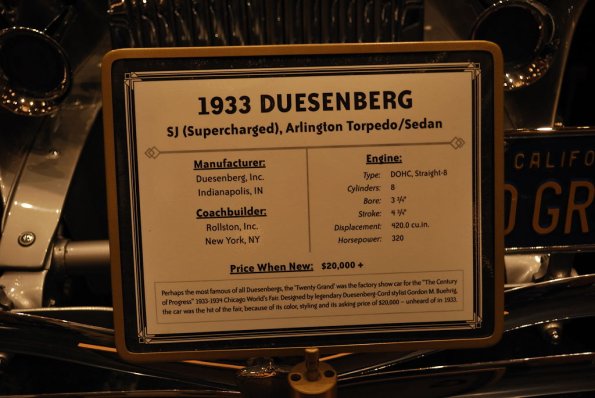 1933 DUESENBERG
SJ (Supercharged), Arlington Torpedo/Sedan
Manufacturer:
Duesenberg, Inc.
Indianapolis, IN
Coachbuilder:
Rollston, Inc.
New York, NY
Engine:
Type: DOHC, Straight-8
Cylinders: 8
Bore: 3 ¾"
Stroke: 4 ¾"
Displacement: 420.0 cu.in.
Horsepower: 320
Price When New: $20,000 +
Perhaps the most famous of all Duesenbergs, the 'Twenty Grand' was the factory show car for the "The Century
of Progress" 1933-1934 Chicago World's Fair. Designed by legendary Duesenberg-Cord stylist Gordon M. Buehrig,
the car was the hit of the fair, because of its color, styling and its asking price of $20,000 – unheard of in 1933.
CALIFO
GR